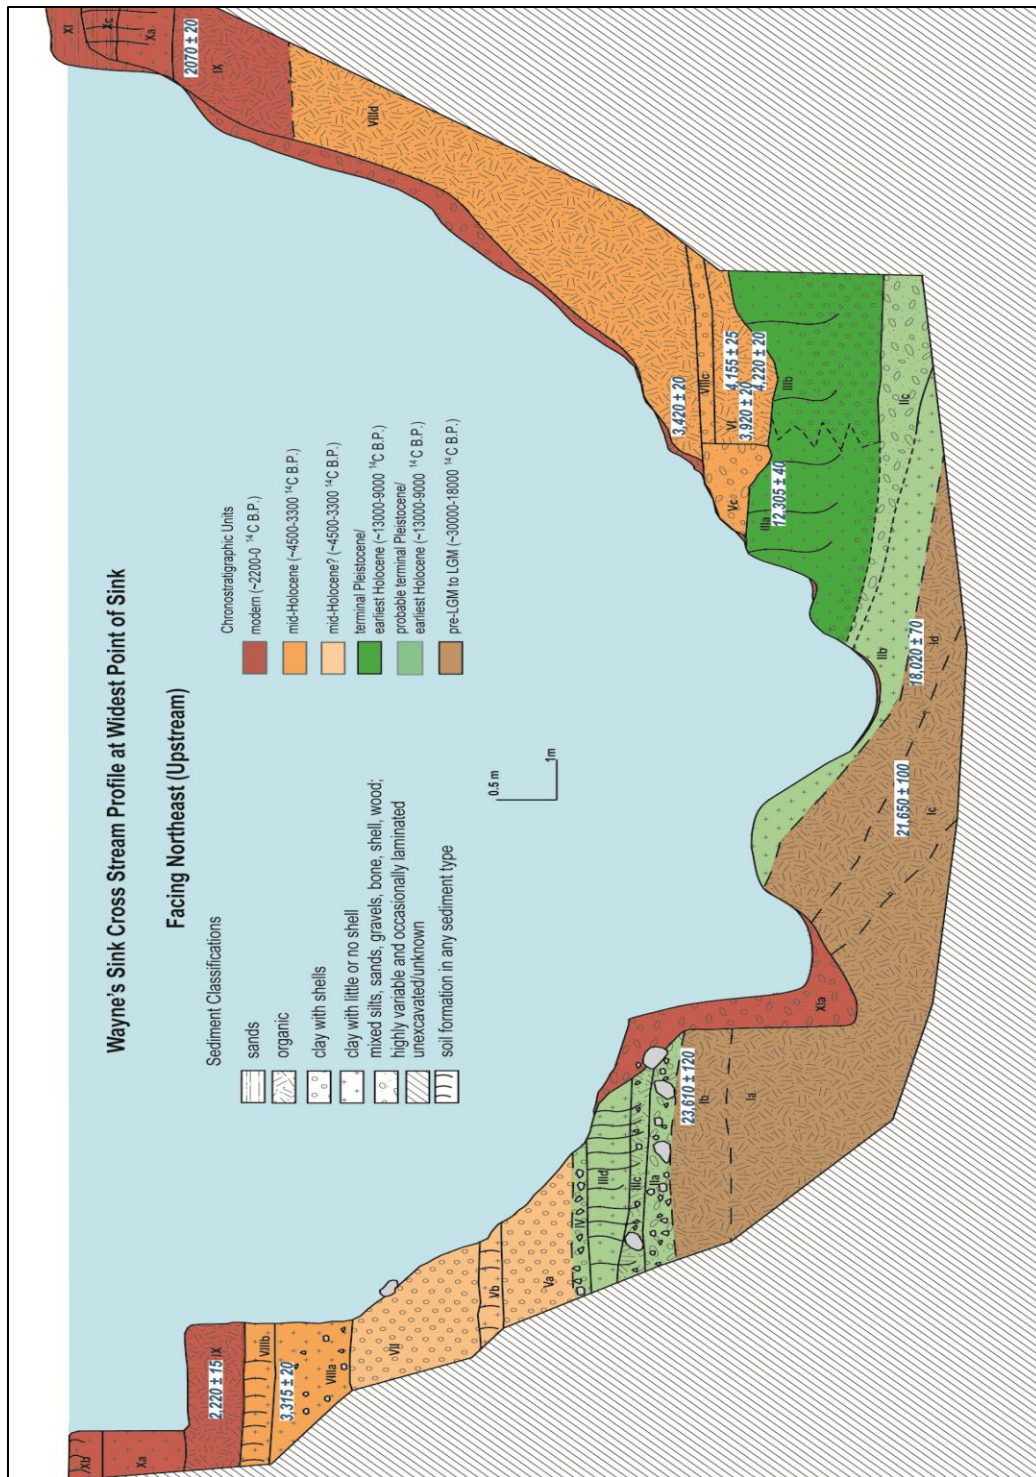 Wayne's Sink Cross Stream Profile at Widest Point of Sink
Facing Northeast (Upstream)
Sediment Classifications
sands
organic
clay with shells
clay with little or no shell
mixed silts, sands, gravels, bone, shell, wood;
highly variable and occasionally laminated
unexcavated/unknown
soil formation in any sediment type
Chronostratigraphic Units
modern (~2200-0 ¹⁴C B.P.)
mid-Holocene (~4500-3300 ¹⁴C B.P.)
mid-Holocene? (~4500-3300 ¹⁴C B.P.)
terminal Pleistocene/
earliest Holocene (~13000-9000 ¹⁴C B.P.)
probable terminal Pleistocene/
earliest Holocene (~13000-9000 ¹⁴C B.P.)
pre-LGM to LGM (~30000-18000 ¹⁴C B.P.)
0.5 m
1m
Xb
Xa
2,220 ± 15
IX
VIIIb
3,315 ± 20
VIIIa
VII
Vb
Va
IV
IIId
IIIc
IIa
23,610 ± 120
Ib
Ia
XIa
21,650 ± 100
Ic
18,020 ± 70
Id
IIb
IIc
IIIa
12,305 ± 40
IIIb
Vc
VI
3,920 ± 20
4,155 ± 25
4,220 ± 20
3,420 ± 20
VIIIc
VIIId
IX
2070 ± 20
Xa
Xc
XI